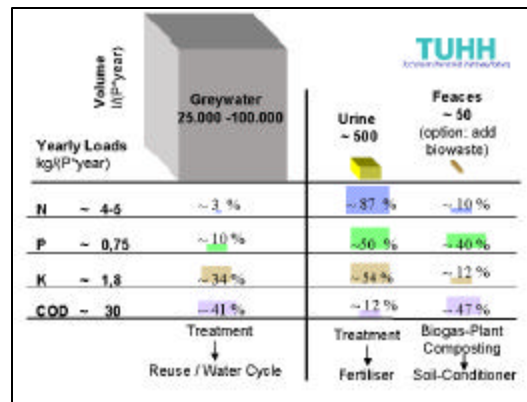 TUHH
Volume
l/(P*year)
Greywater
25.000 -100.000
Urine
~ 500
Feaces
~ 50
(option: add
biowaste)
Yearly Loads
kg/(P*year)
N ~ 4-5 ~ 3 % ~ 87 % ~ 10 %
P ~ 0,75 ~ 10 % ~ 50 % ~ 40 %
K ~ 1,8 ~ 34 % ~ 54 % ~ 12 %
COD ~ 30 ~ 41 % ~ 12 % ~ 47 %
Treatment
Reuse / Water Cycle
Treatment
Fertiliser
Biogas-Plant
Composting
Soil-Conditioner